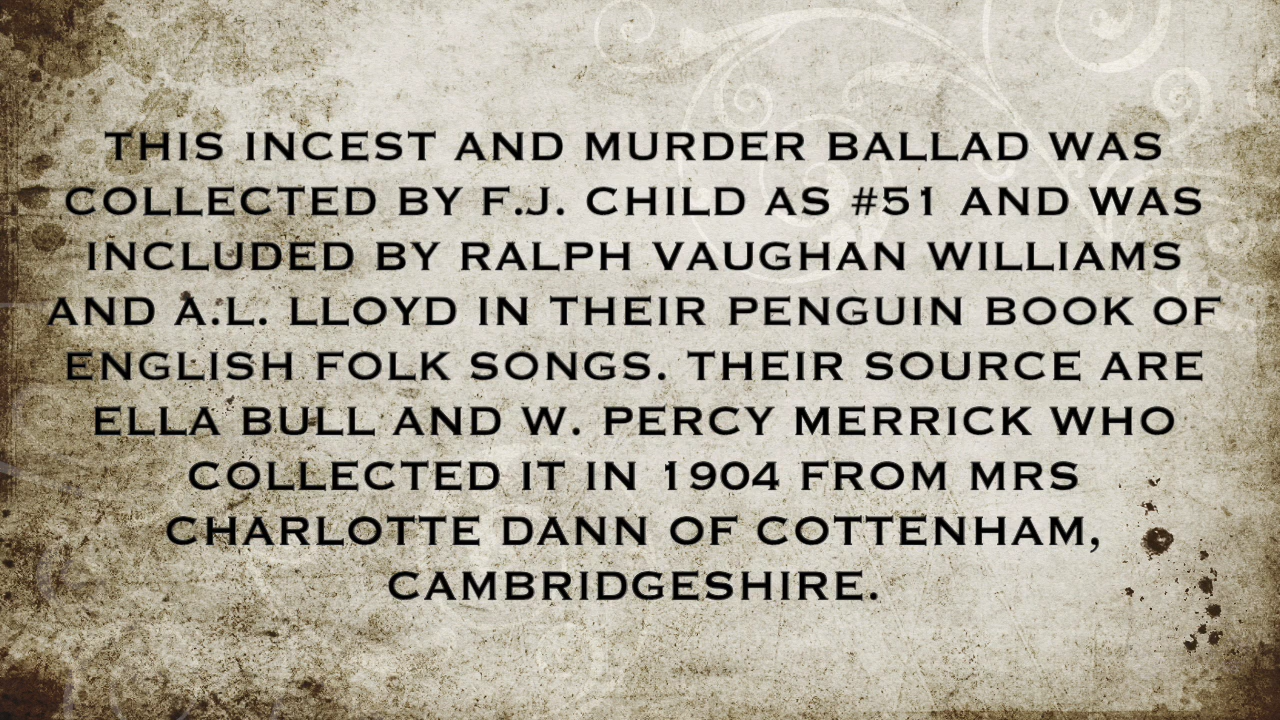 THIS INCEST AND MURDER BALLAD WAS
COLLECTED BY F.J. CHILD AS #51 AND WAS
INCLUDED BY RALPH VAUGHAN WILLIAMS
AND A.L. LLOYD IN THEIR PENGUIN BOOK OF
ENGLISH FOLK SONGS. THEIR SOURCE ARE
ELLA BULL AND W. PERCY MERRICK WHO
COLLECTED IT IN 1904 FROM MRS
CHARLOTTE DANN OF COTTENHAM,
CAMBRIDGESHIRE.